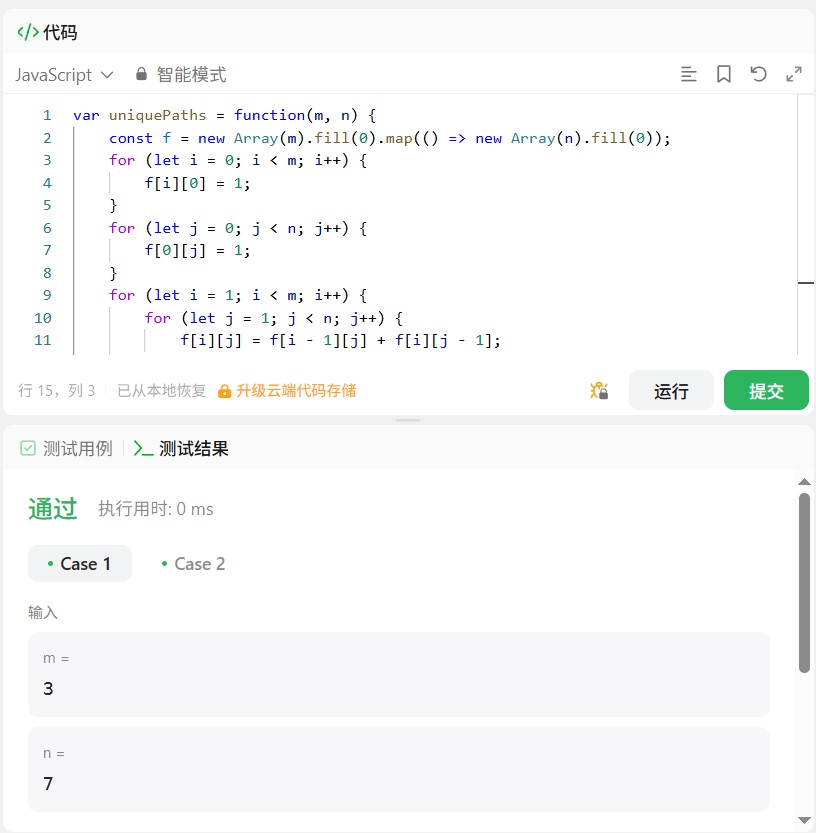 </> 代码
JavaScript 智能模式
1 var uniquePaths = function(m, n) {
2     const f = new Array(m).fill(0).map(() => new Array(n).fill(0));
3     for (let i = 0; i < m; i++) {
4         f[i][0] = 1;
5     }
6     for (let j = 0; j < n; j++) {
7         f[0][j] = 1;
8     }
9     for (let i = 1; i < m; i++) {
10         for (let j = 1; j < n; j++) {
11             f[i][j] = f[i - 1][j] + f[i][j - 1];
行 15, 列 3 已从本地恢复 升级云端代码存储 运行 提交
测试用例 >_ 测试结果
通过 执行用时: 0 ms
• Case 1 • Case 2
输入
m =
3
n =
7